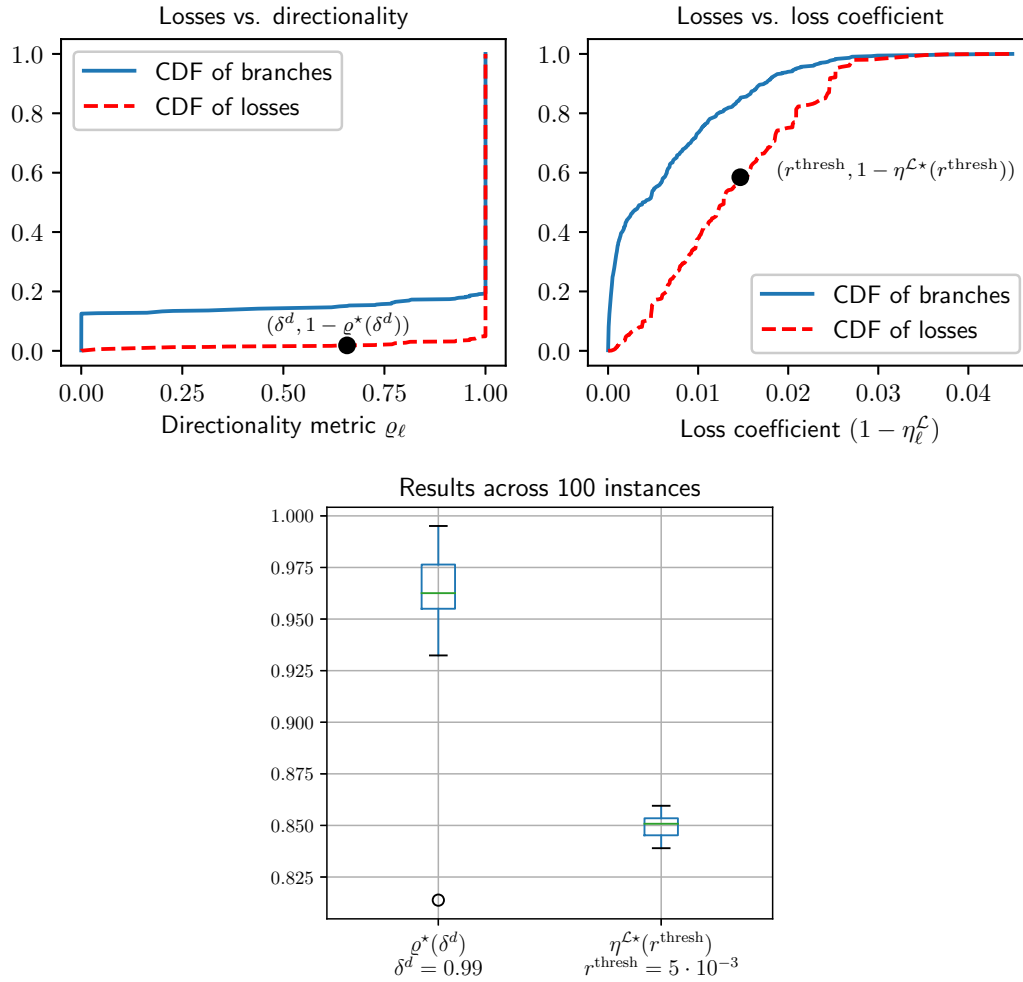 Losses vs. directionality
1.0
0.8
0.6
0.4
0.2
0.0
CDF of branches
CDF of losses
(δ^d, 1 − ϱ^⋆(δ^d))
0.00 0.25 0.50 0.75 1.00
Directionality metric ϱ_ℓ
Losses vs. loss coefficient
1.0
0.8
0.6
0.4
0.2
0.0
(r^thresh, 1 − η^ℒ⋆(r^thresh))
CDF of branches
CDF of losses
0.00 0.01 0.02 0.03 0.04
Loss coefficient (1 − η_ℓ^ℒ)
Results across 100 instances
1.000
0.975
0.950
0.925
0.900
0.875
0.850
0.825
ϱ^⋆(δ^d)
δ^d = 0.99
η^ℒ⋆(r^thresh)
r^thresh = 5 · 10^−3